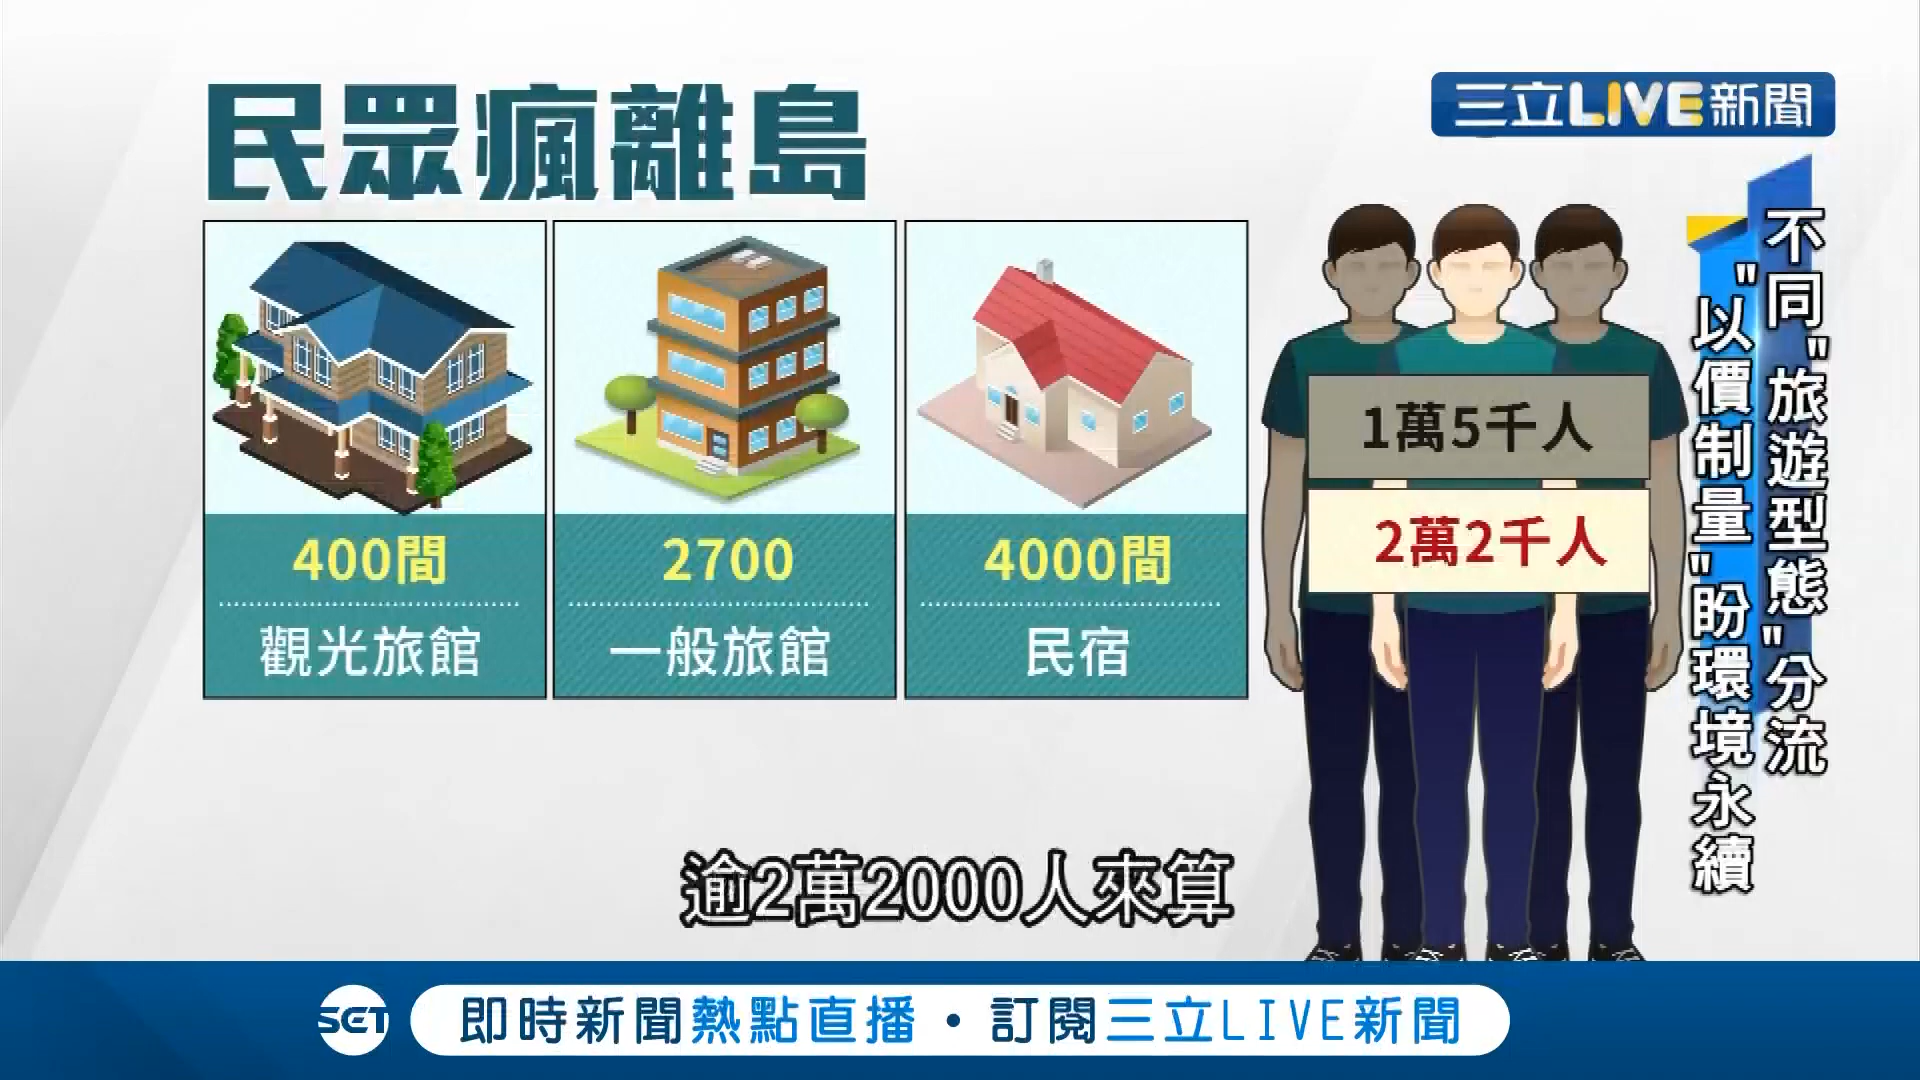 民眾瘋離島
三立LIVE新聞
400間
觀光旅館
2700
一般旅館
4000間
民宿
1萬5千人
2萬2千人
不同"旅遊型態"分流
"以價制量"盼環境永續
逾2萬2000人來算
SET
即時新聞熱點直播・訂閱三立LIVE新聞